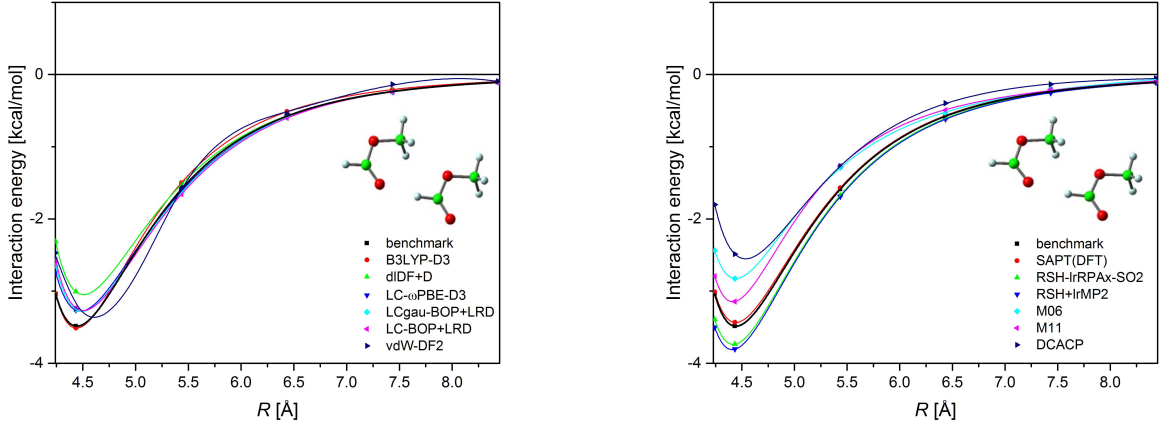 Interaction energy [kcal/mol]
0
-2
-4
benchmark
B3LYP-D3
dlDF+D
LC-ωPBE-D3
LCgau-BOP+LRD
LC-BOP+LRD
vdW-DF2
4.5 5.0 5.5 6.0 6.5 7.0 7.5 8.0
R [Å]
Interaction energy [kcal/mol]
0
-2
-4
benchmark
SAPT(DFT)
RSH-lrRPAx-SO2
RSH+lrMP2
M06
M11
DCACP
4.5 5.0 5.5 6.0 6.5 7.0 7.5 8.0
R [Å]